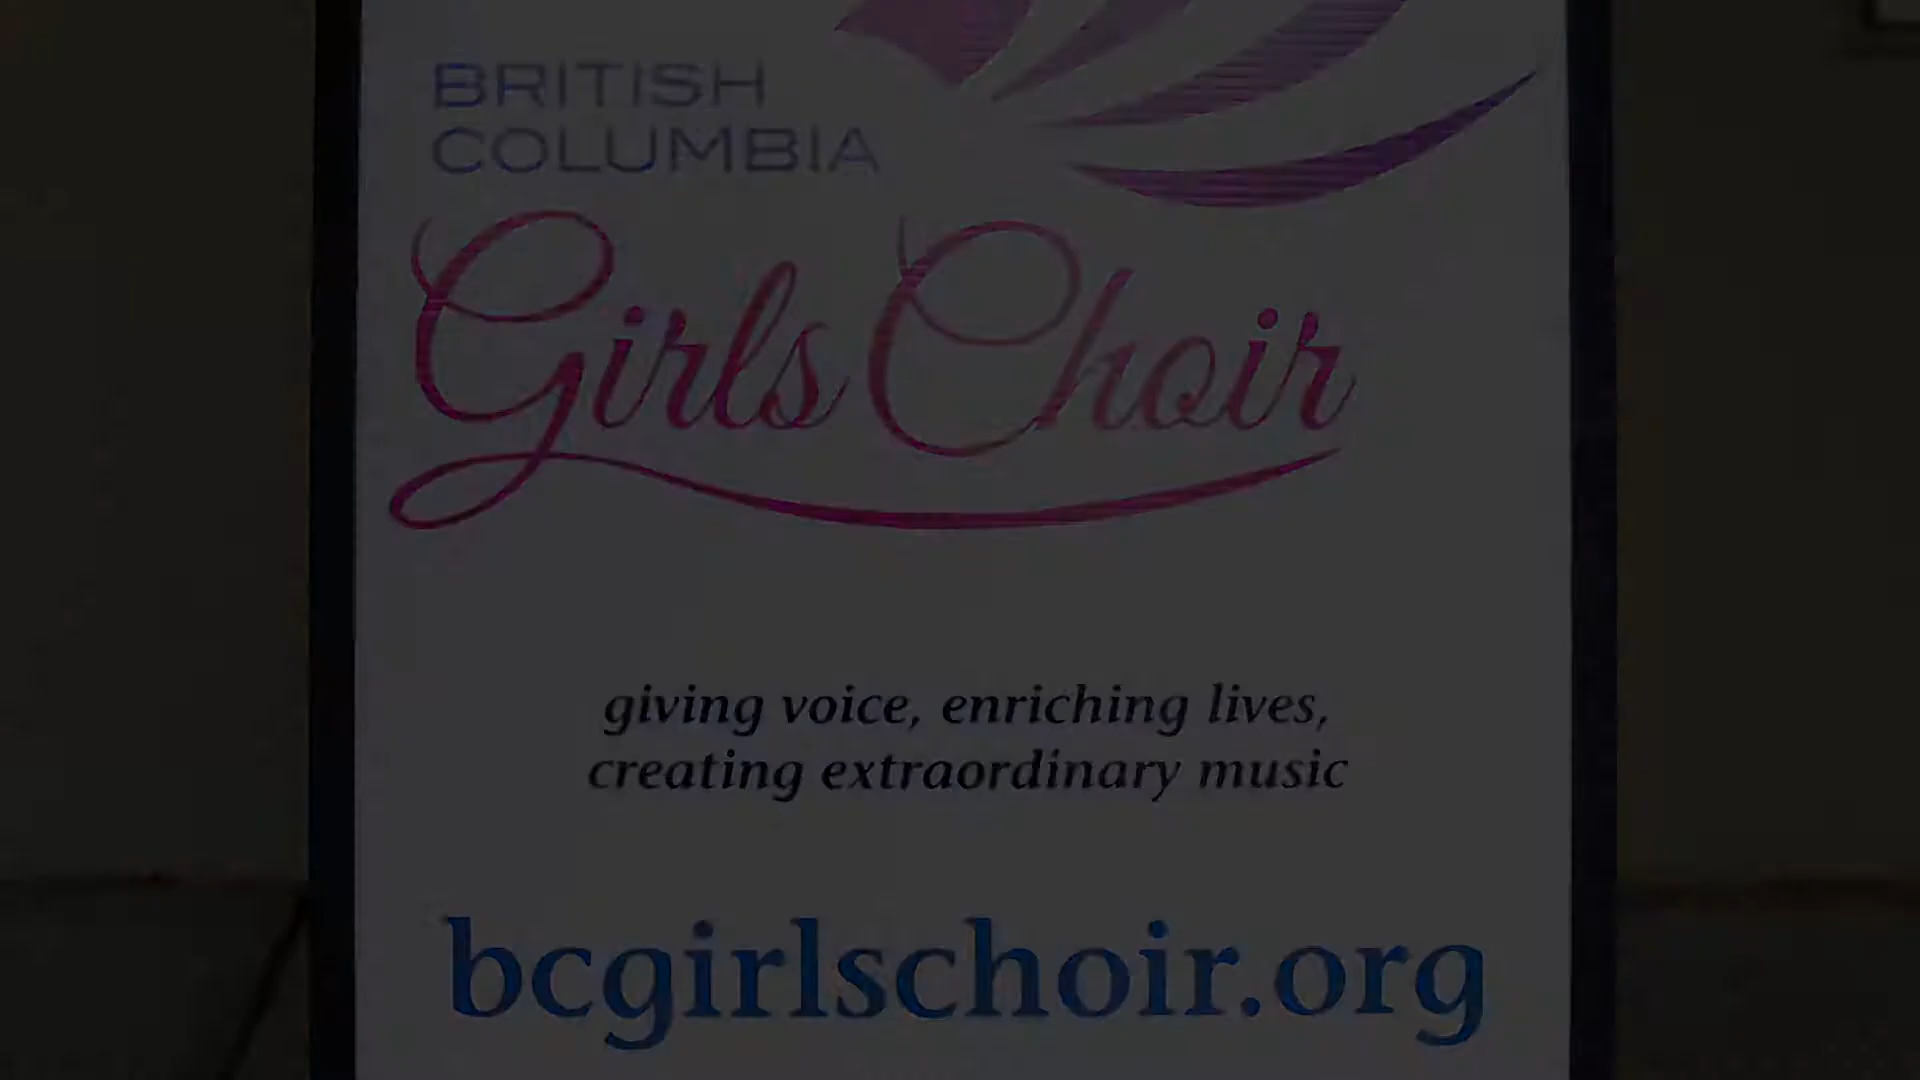 BRITISH
COLUMBIA
Girls Choir
giving voice, enriching lives,
creating extraordinary music
bcgirlschoir.org